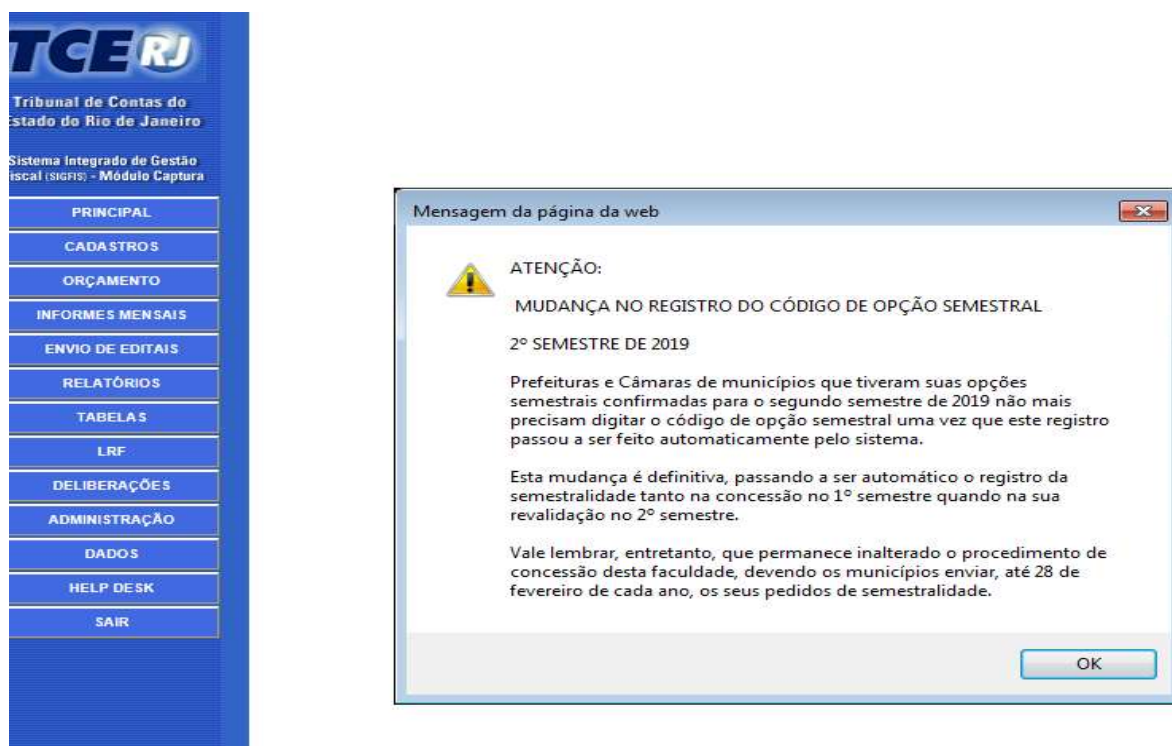 TCE RJ
Tribunal de Contas do
Estado do Rio de Janeiro
Sistema Integrado de Gestão
Fiscal (SIGFIS) - Módulo Captura
PRINCIPAL
CADASTROS
ORÇAMENTO
INFORMES MENSAIS
ENVIO DE EDITAIS
RELATÓRIOS
TABELAS
LRF
DELIBERAÇÕES
ADMINISTRAÇÃO
DADOS
HELP DESK
SAIR
Mensagem da página da web
ATENÇÃO:
MUDANÇA NO REGISTRO DO CÓDIGO DE OPÇÃO SEMESTRAL
2º SEMESTRE DE 2019
Prefeituras e Câmaras de municípios que tiveram suas opções
semestrais confirmadas para o segundo semestre de 2019 não mais
precisam digitar o código de opção semestral uma vez que este registro
passou a ser feito automaticamente pelo sistema.
Esta mudança é definitiva, passando a ser automático o registro da
semestralidade tanto na concessão no 1º semestre quando na sua
revalidação no 2º semestre.
Vale lembrar, entretanto, que permanece inalterado o procedimento de
concessão desta faculdade, devendo os municípios enviar, até 28 de
fevereiro de cada ano, os seus pedidos de semestralidade.
OK